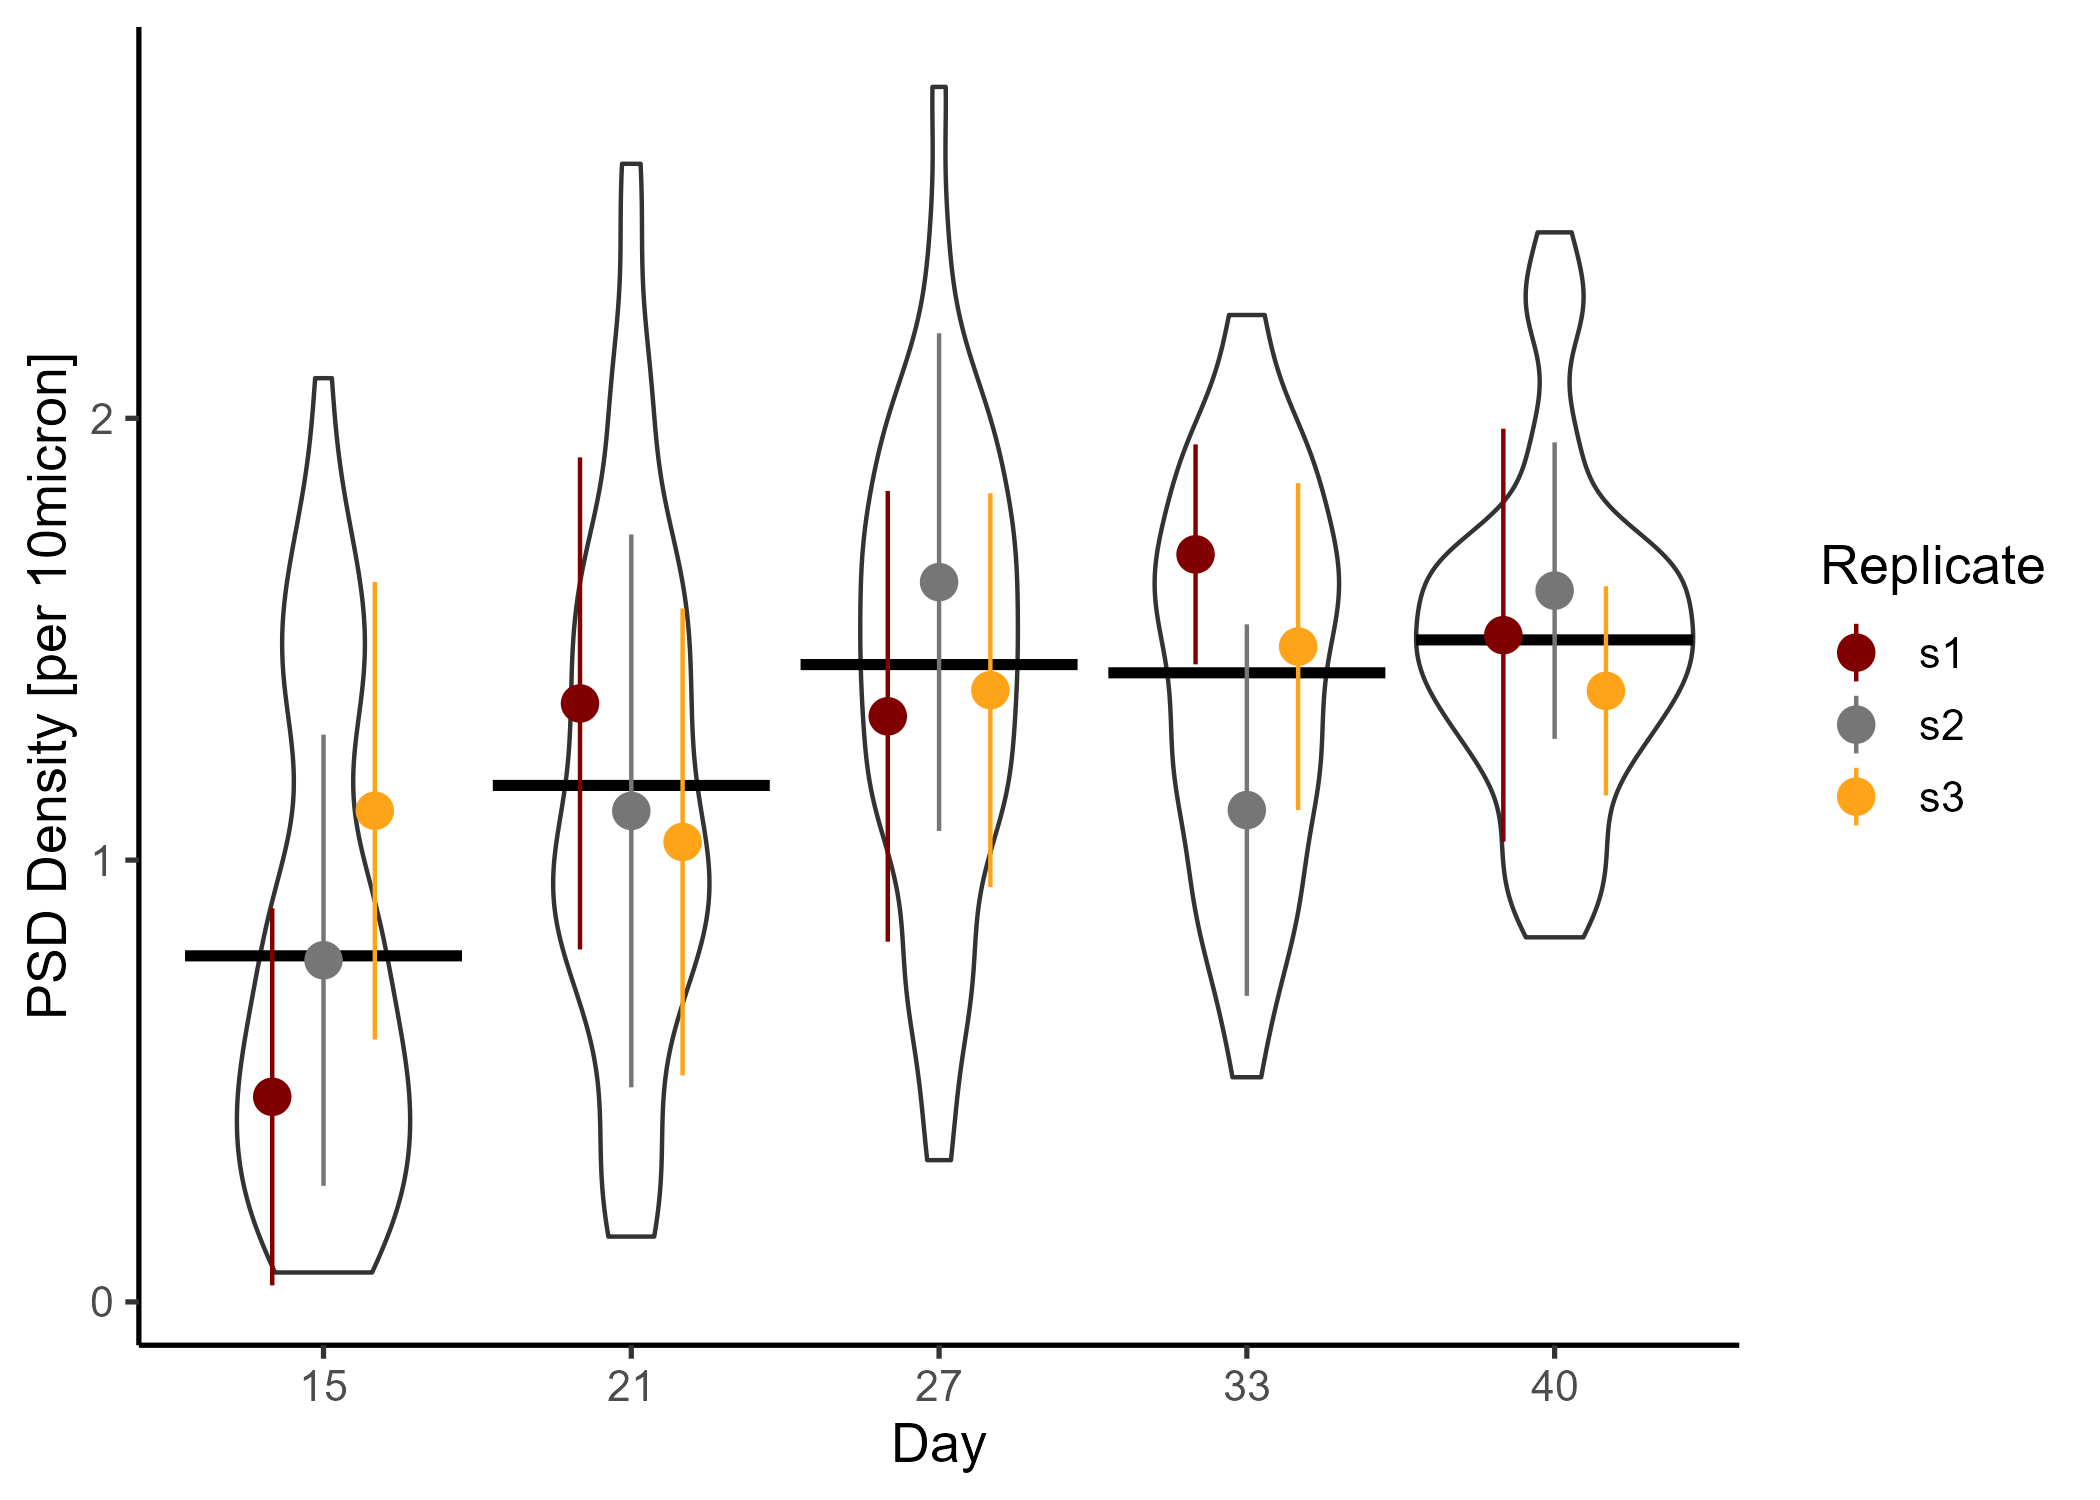 PSD Density [per 10micron]
2
1
0
15 21 27 33 40
Day
Replicate
s1
s2
s3